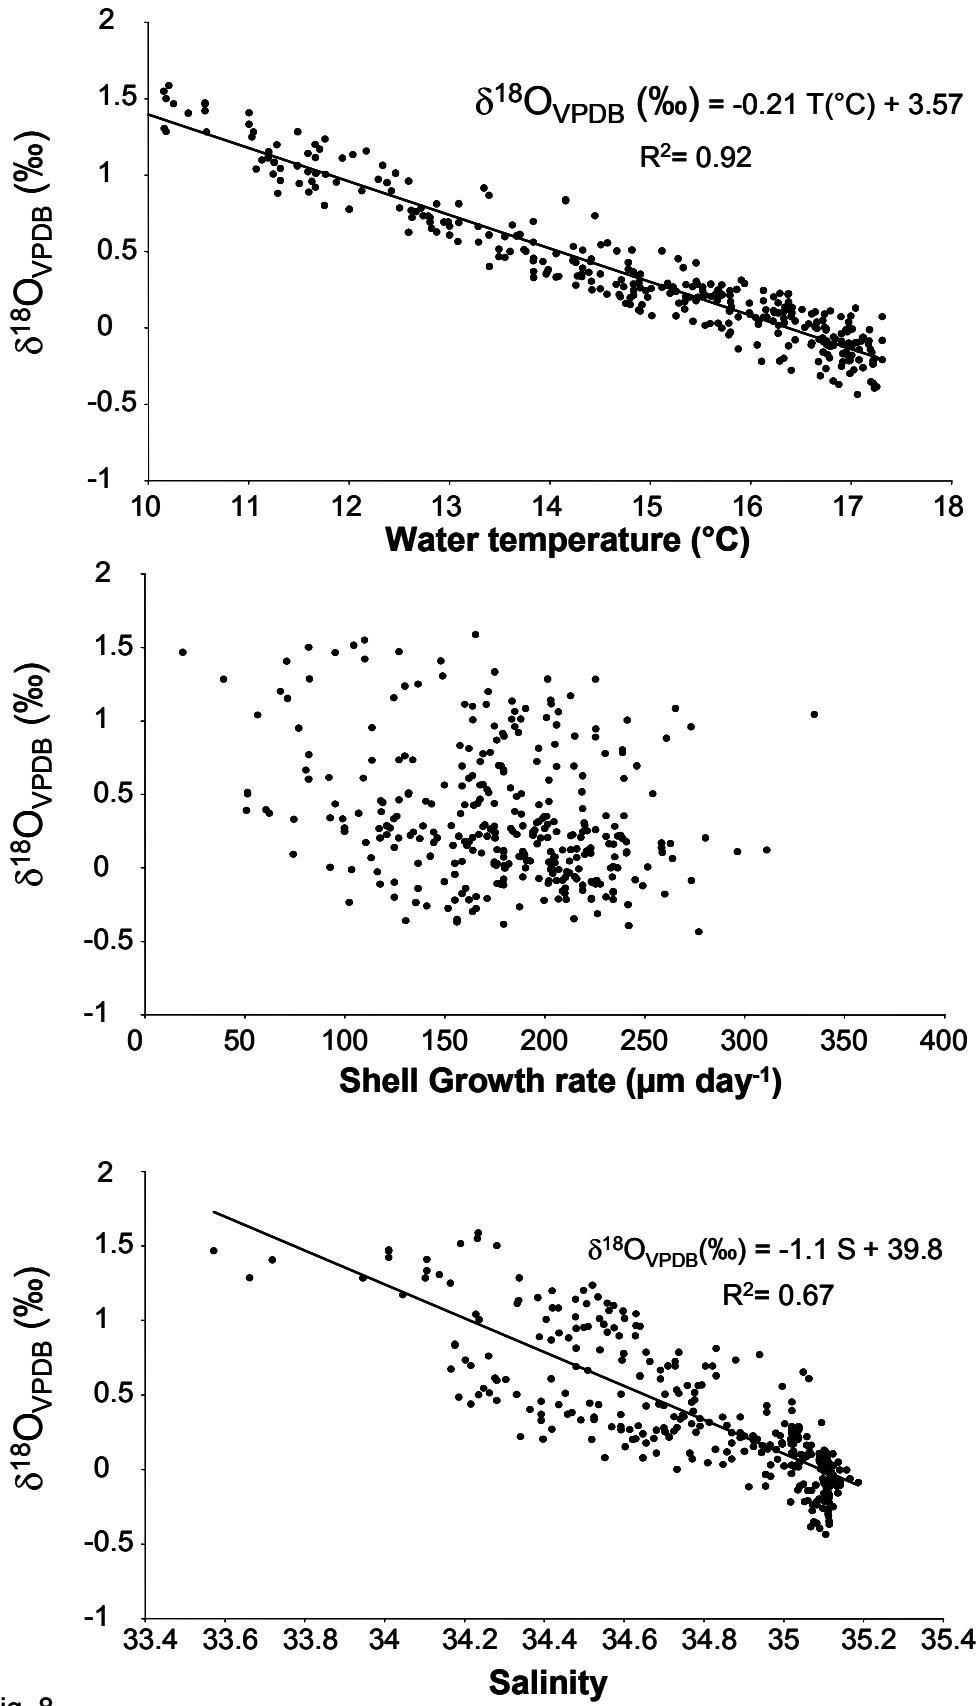 2
1.5
1
0.5
0
-0.5
-1
δ18OVPDB (‰)
δ18OVPDB (‰) = -0.21 T(°C) + 3.57
R2= 0.92
10 11 12 13 14 15 16 17 18
Water temperature (°C)
2
1.5
1
0.5
0
-0.5
-1
δ18OVPDB (‰)
0 50 100 150 200 250 300 350 400
Shell Growth rate (µm day-1)
2
1.5
1
0.5
0
-0.5
-1
δ18OVPDB (‰)
δ18OVPDB(‰) = -1.1 S + 39.8
R2= 0.67
33.4 33.6 33.8 34 34.2 34.4 34.6 34.8 35 35.2 35.4
Salinity